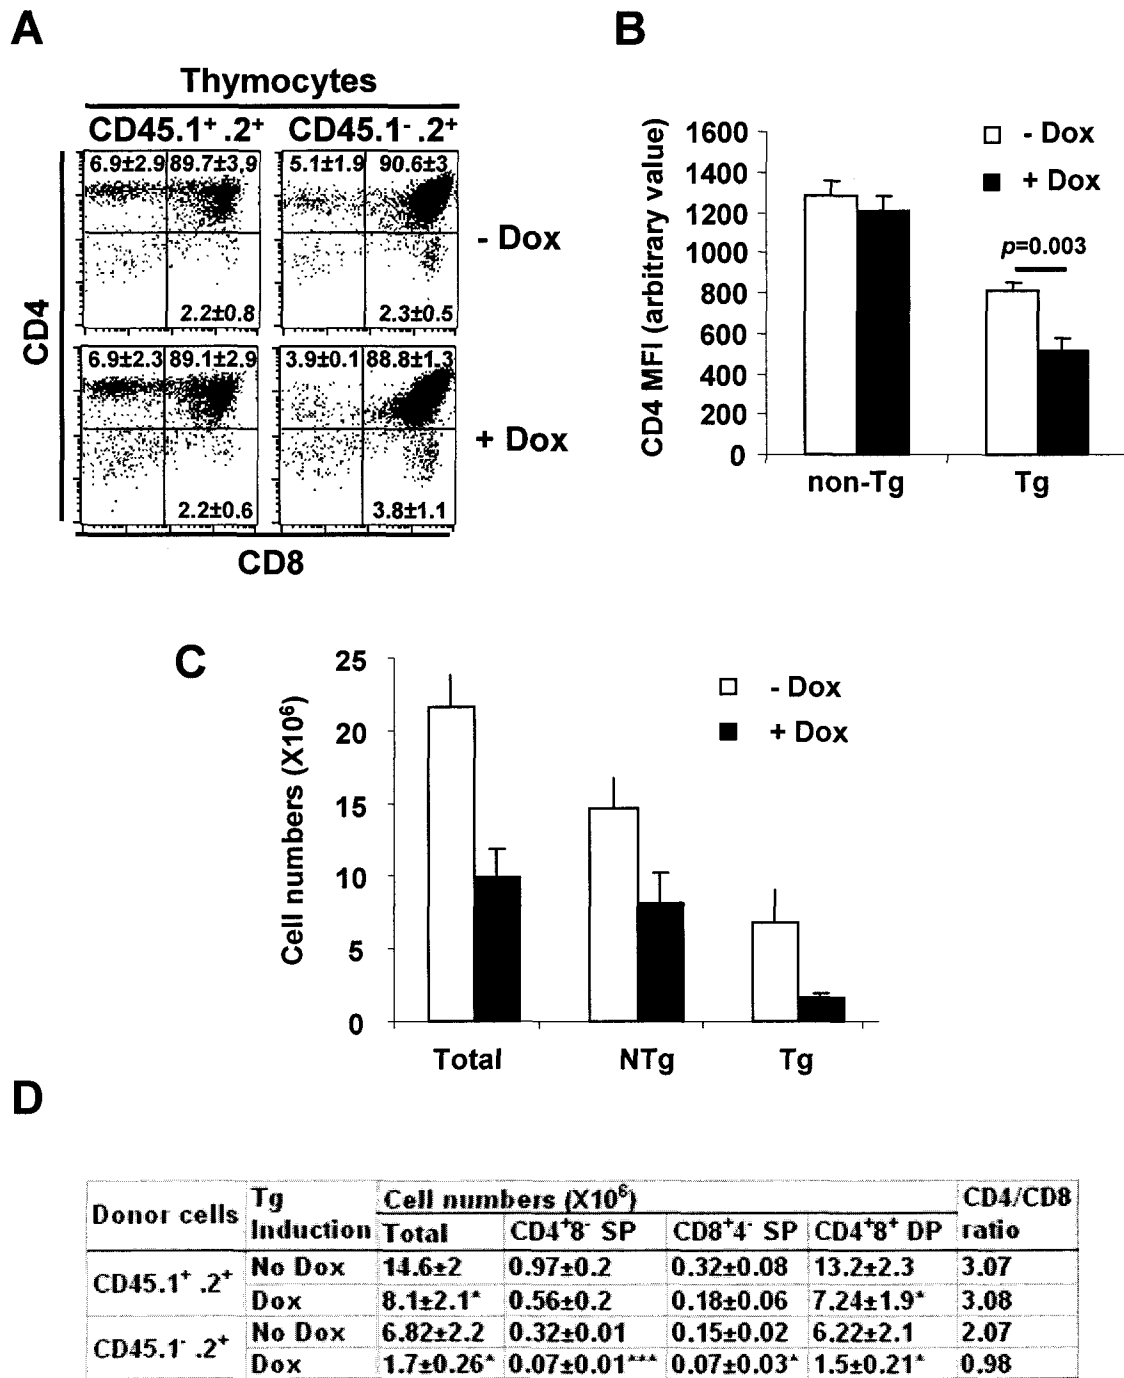 A
Thymocytes
CD45.1⁺ .2⁺ CD45.1⁻ .2⁺
6.9±2.9 89.7±3.9 5.1±1.9 90.6±3
2.2±0.8 2.3±0.5
- Dox
6.9±2.3 89.1±2.9 3.9±0.1 88.8±1.3
2.2±0.6 3.8±1.1
+ Dox
CD4
CD8
B
CD4 MFI (arbitrary value)
1600
1400
1200
1000
800
600
400
200
0
- Dox
+ Dox
p=0.003
non-Tg Tg
C
Cell numbers (X10⁶)
25
20
15
10
5
0
- Dox
+ Dox
Total NTg Tg
D
Donor cells Tg Induction Cell numbers (X10⁶) CD4/CD8 ratio
Total CD4⁺8⁻ SP CD8⁺4⁻ SP CD4⁺8⁺ DP
CD45.1⁺ .2⁺ No Dox 14.6±2 0.97±0.2 0.32±0.08 13.2±2.3 3.07
Dox 8.1±2.1* 0.56±0.2 0.18±0.06 7.24±1.9* 3.08
CD45.1⁻ .2⁺ No Dox 6.82±2.2 0.32±0.01 0.15±0.02 6.22±2.1 2.07
Dox 1.7±0.26* 0.07±0.01*** 0.07±0.03* 1.5±0.21* 0.98